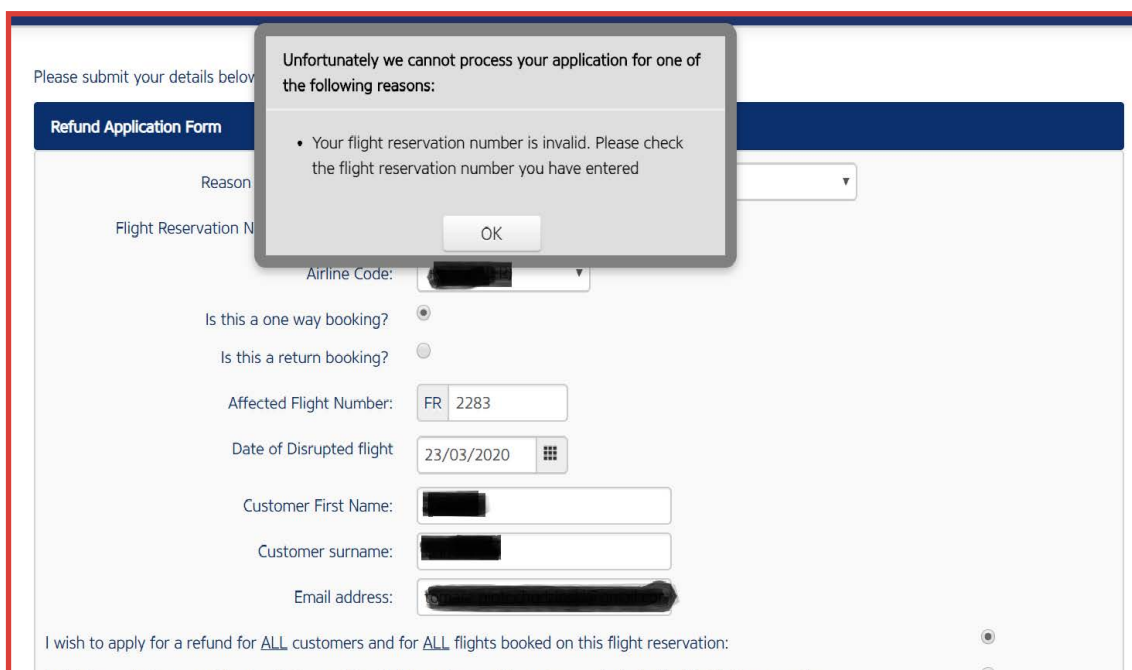 Unfortunately we cannot process your application for one of
the following reasons:
Please submit your details below
Refund Application Form
• Your flight reservation number is invalid. Please check
the flight reservation number you have entered
OK
Reason
Flight Reservation N
Airline Code:
Is this a one way booking?
Is this a return booking?
Affected Flight Number: FR 2283
Date of Disrupted flight 23/03/2020
Customer First Name:
Customer surname:
Email address:
I wish to apply for a refund for ALL customers and for ALL flights booked on this flight reservation: